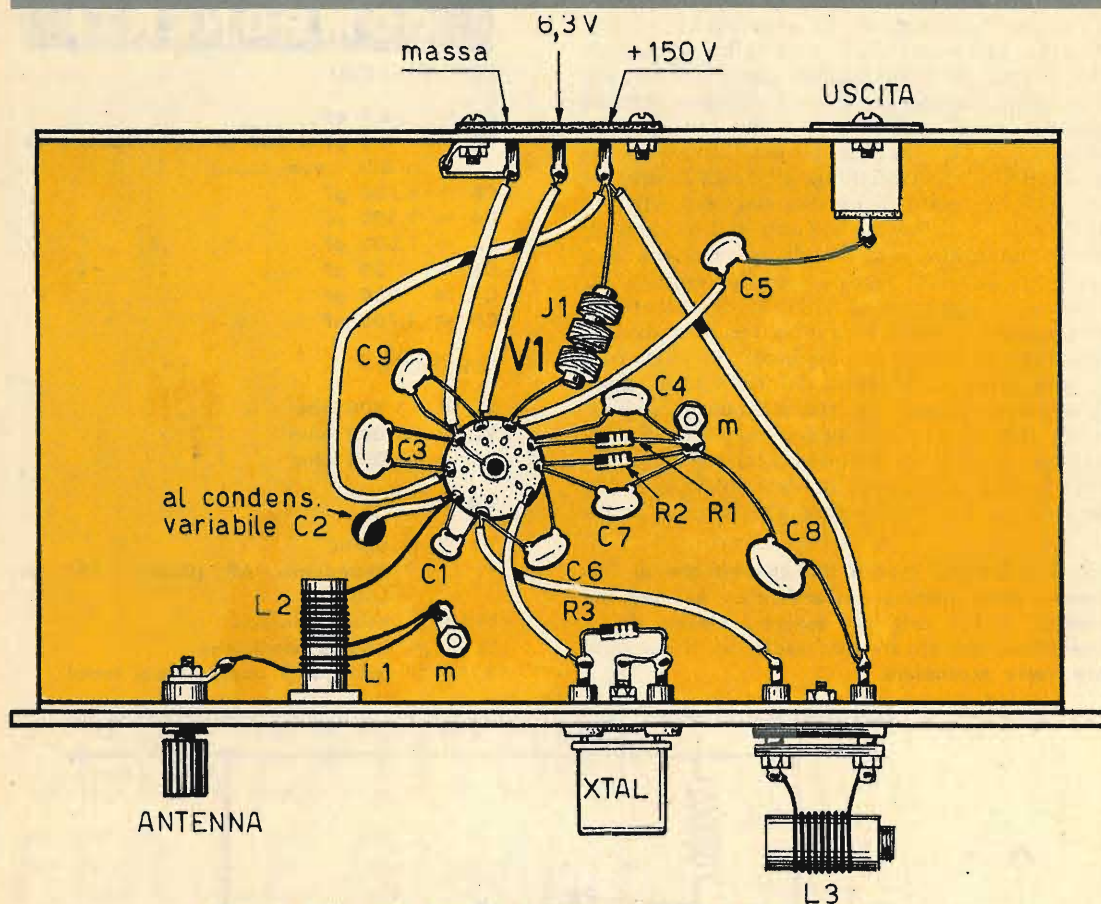 6,3 V
massa
+150 V
USCITA
C5
J1
V1
C9
C4
m
C3
al condens.
variabile C2
R2
R1
C7
C8
C1
C6
L2
R3
L1
m
XTAL
ANTENNA
L3